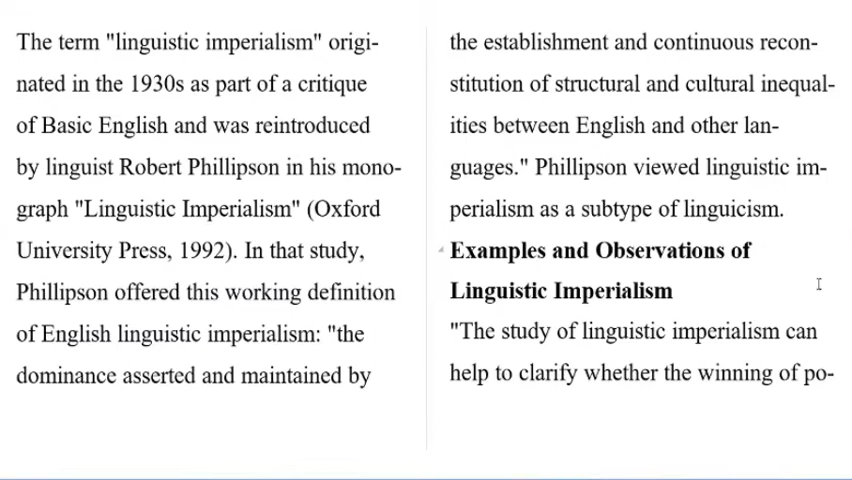 The term "linguistic imperialism" origi-
nated in the 1930s as part of a critique
of Basic English and was reintroduced
by linguist Robert Phillipson in his mono-
graph "Linguistic Imperialism" (Oxford
University Press, 1992). In that study,
Phillipson offered this working definition
of English linguistic imperialism: "the
dominance asserted and maintained by
the establishment and continuous recon-
stitution of structural and cultural inequal-
ities between English and other lan-
guages." Phillipson viewed linguistic im-
perialism as a subtype of linguicism.
Examples and Observations of
Linguistic Imperialism
"The study of linguistic imperialism can
help to clarify whether the winning of po-